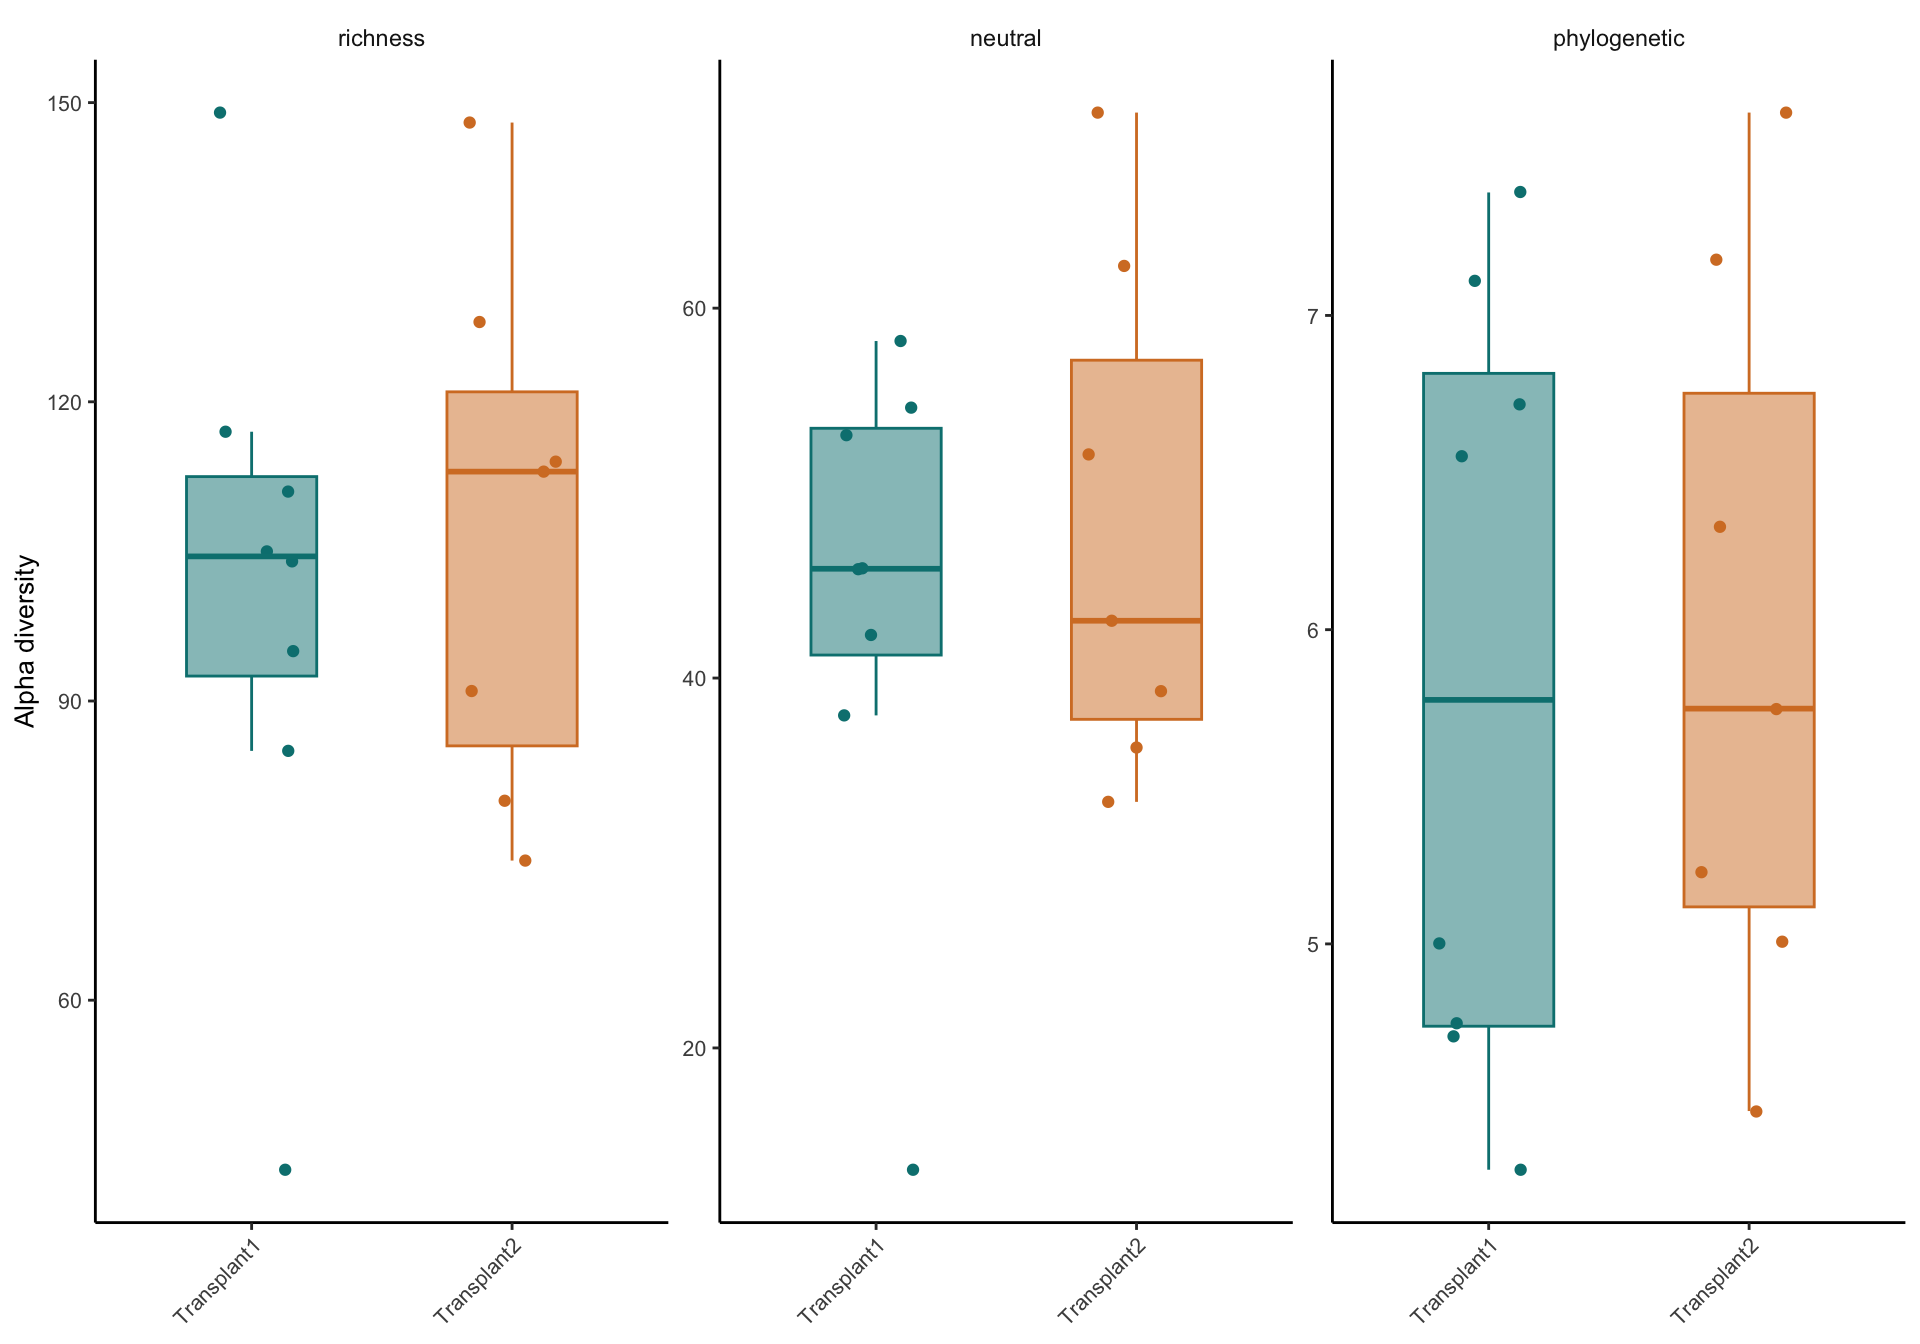 richness
neutral
phylogenetic
Alpha diversity
150
120
90
60
60
40
20
7
6
5
Transplant1
Transplant2
Transplant1
Transplant2
Transplant1
Transplant2